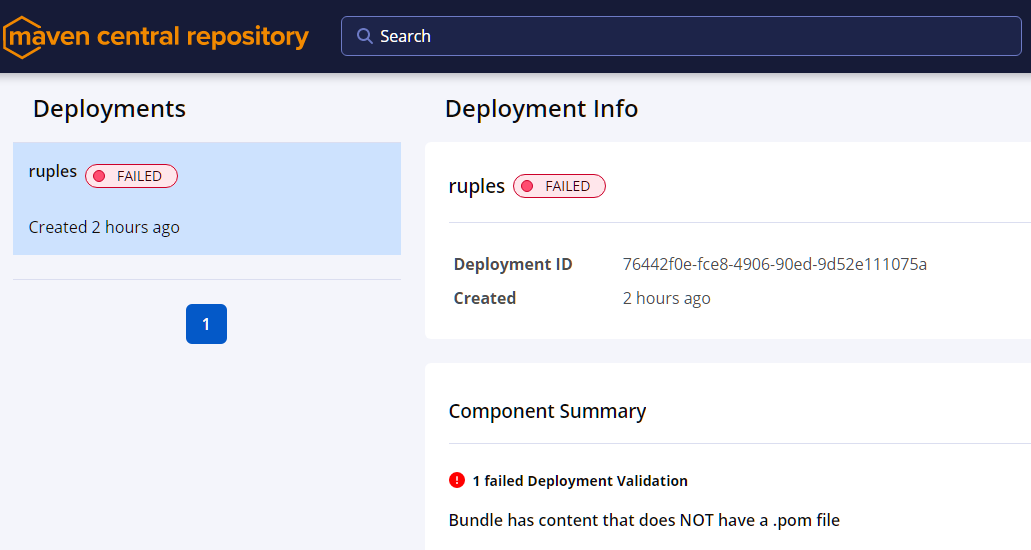 maven central repository
Search
Deployments
ruples
FAILED
Created 2 hours ago
1
Deployment Info
ruples
FAILED
Deployment ID 76442f0e-fce8-4906-90ed-9d52e111075a
Created 2 hours ago
Component Summary
1 failed Deployment Validation
Bundle has content that does NOT have a .pom file